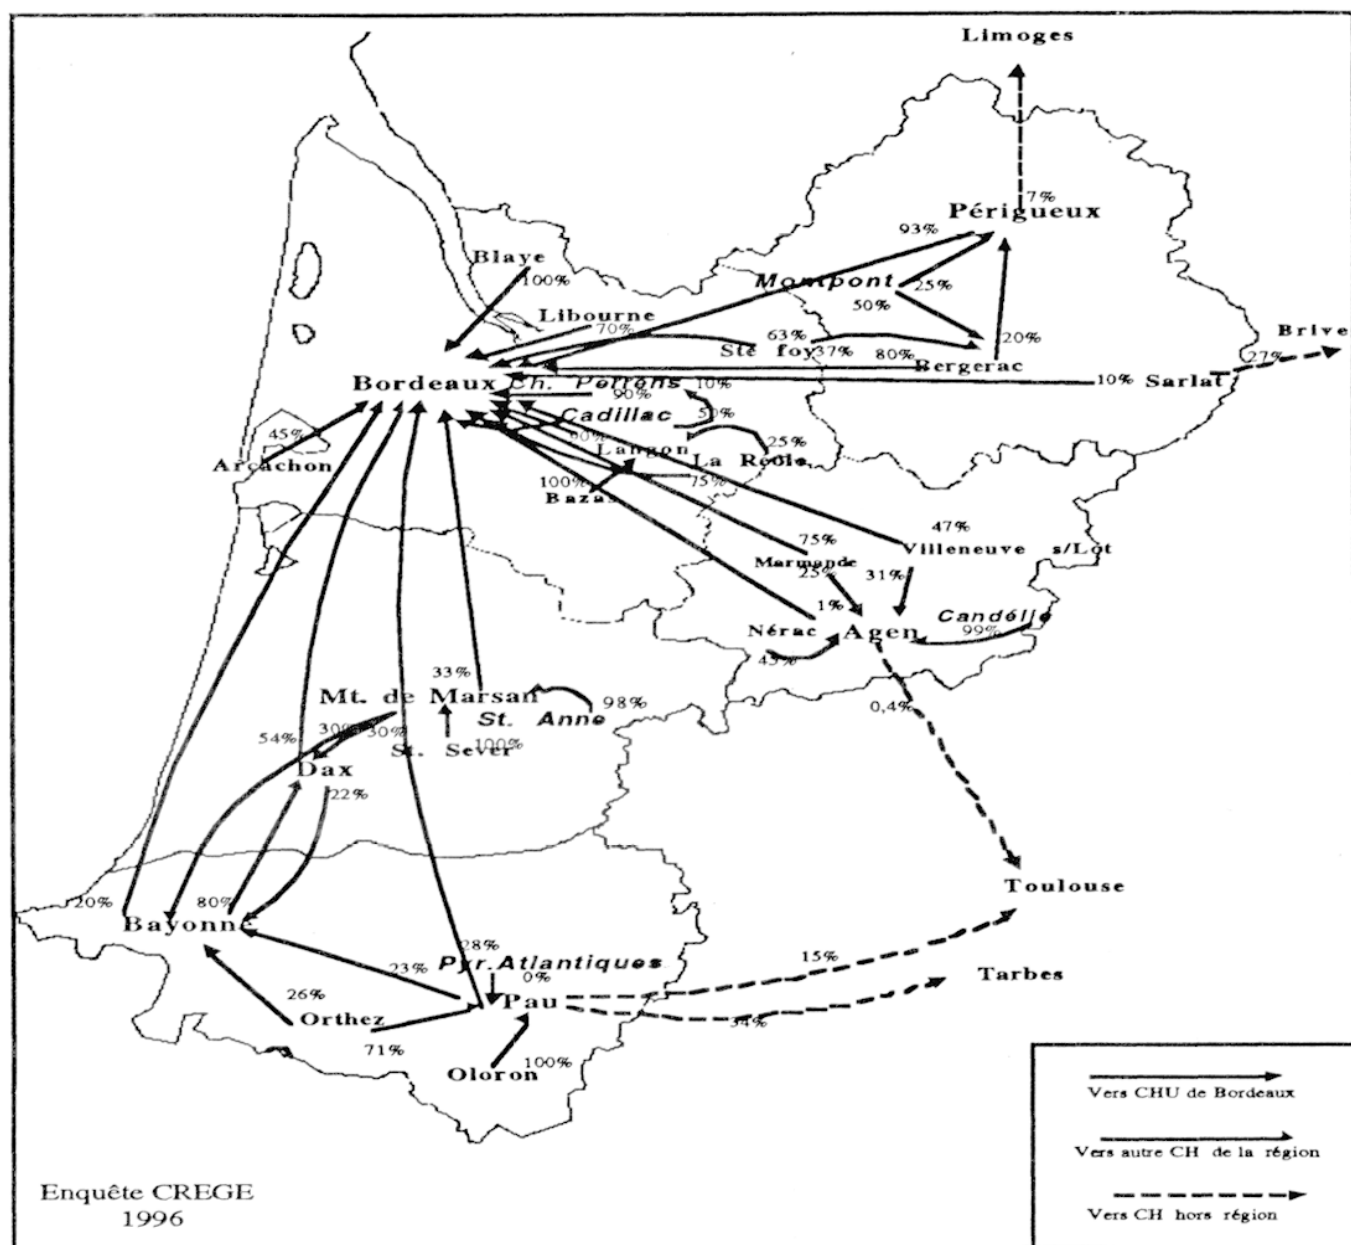 Limoges
7%
Périgueux
93%
Blaye
100%
Montpont
25%
50%
Libourne
70%
63%
20%
Brive
Ste foy
37%
80%
Bergerac
27%
Bordeaux
Ch. Perrens
10%
10%
Sarlat
90%
Cadillac
50%
45%
90%
Langon
25%
Arcachon
La Réole
100%
75%
Bazas
47%
75%
Villeneuve s/Lot
Marmande
25%
31%
1%
Candélie
Nérac
Agen
99%
45%
33%
Mt. de Marsan
98%
0,4%
St. Anne
54%
30%
30%
St. Sever
100%
Dax
22%
Toulouse
20%
80%
Bayonne
28%
15%
23%
Pyr.Atlantiques
0%
Tarbes
26%
Pau
Orthez
34%
71%
100%
Oloron
Vers CHU de Bordeaux
Vers autre CH de la région
Vers CH hors région
Enquête CREGE
1996